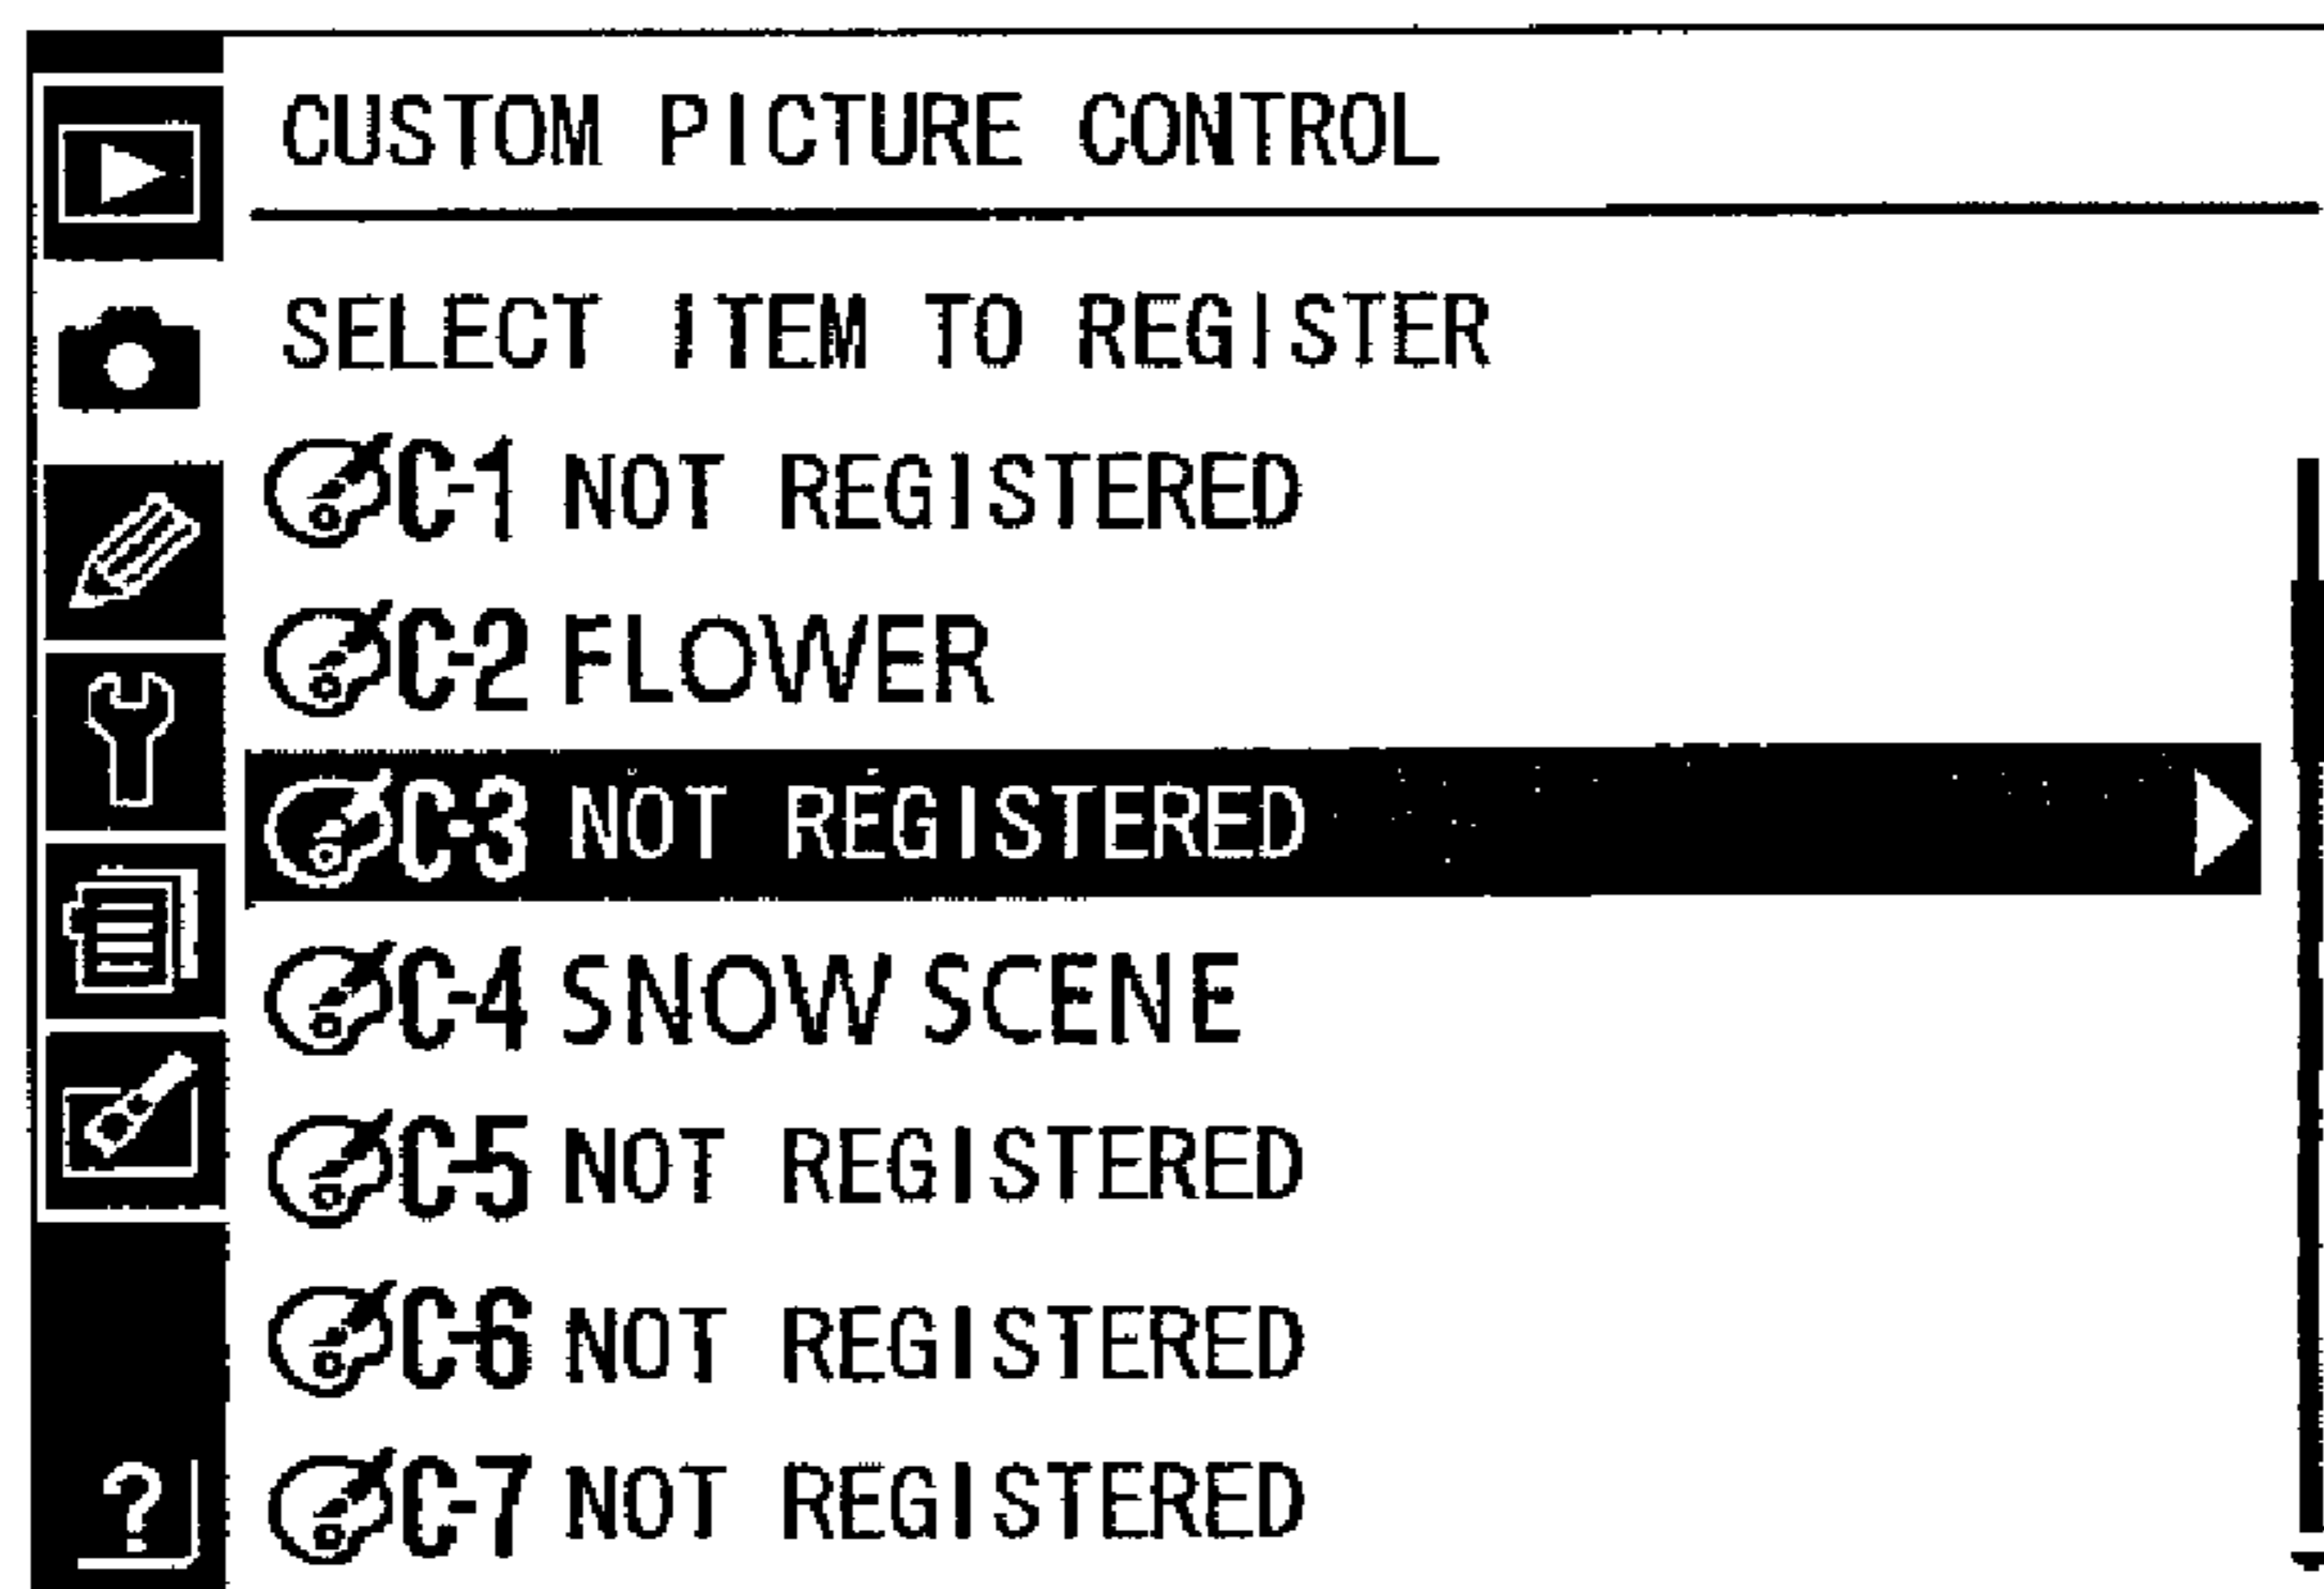 CUSTOM PICTURE CONTROL
SELECT ITEM TO REGISTER
C-1 NOT REGISTERED
C-2 FLOWER
C-3 NOT REGISTERED
C-4 SNOW SCENE
C-5 NOT REGISTERED
C-6 NOT REGISTERED
C-7 NOT REGISTERED
?